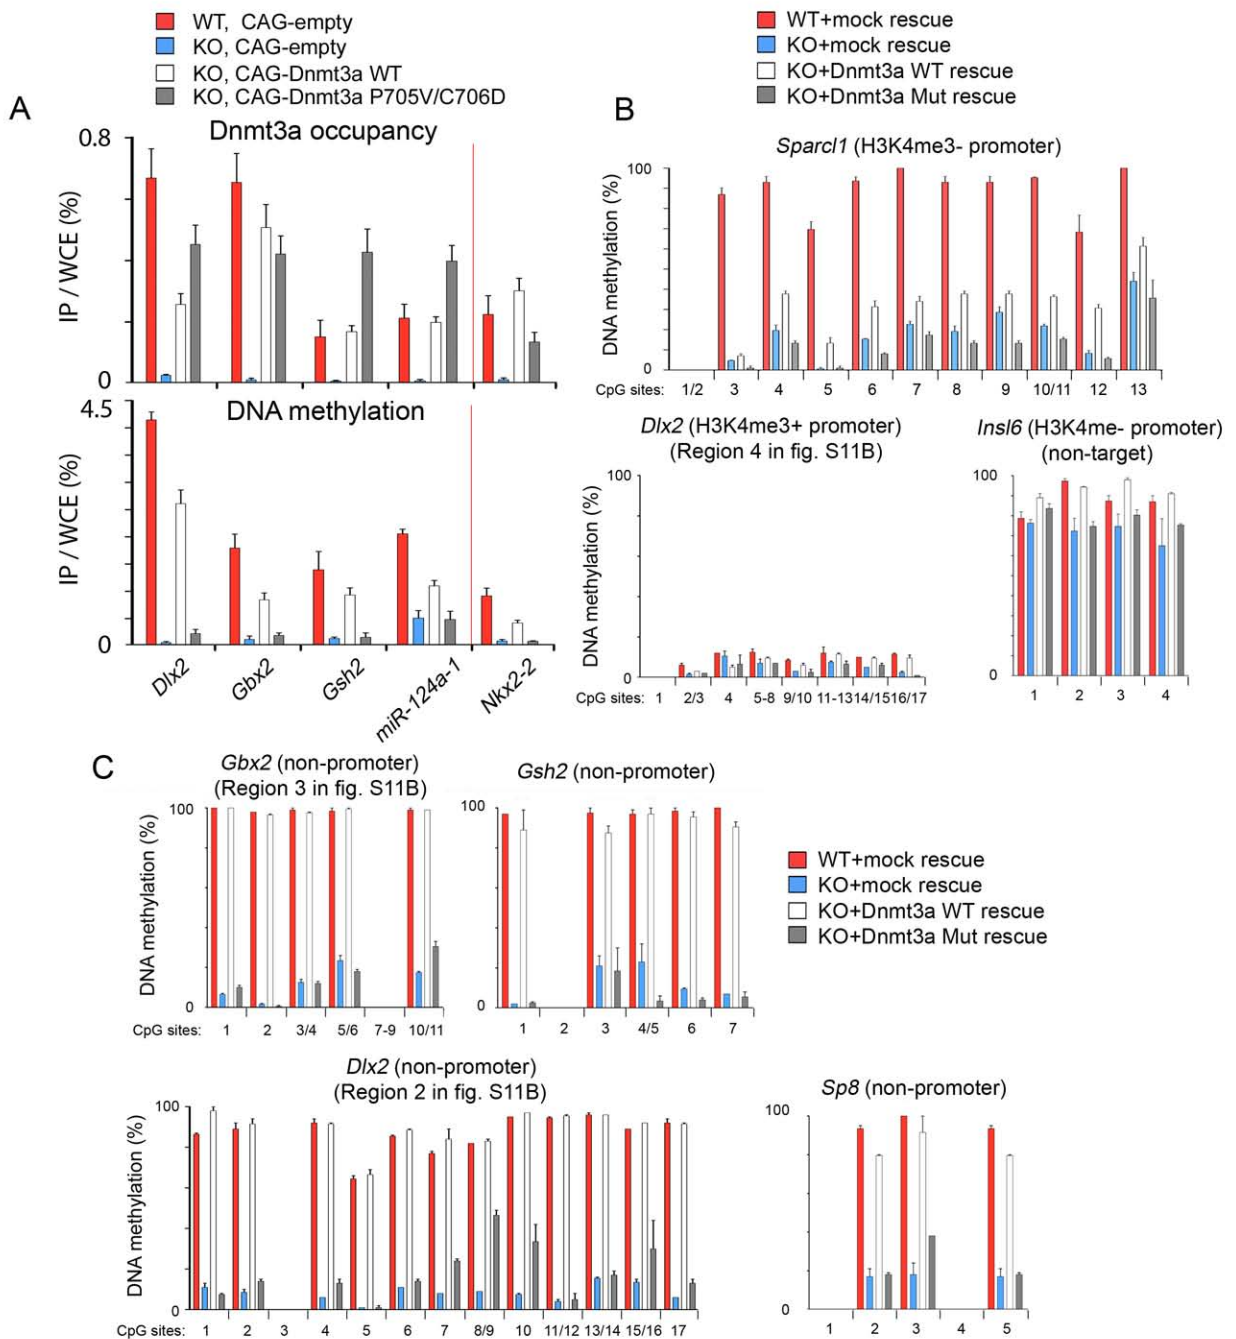 WT, CAG-empty
KO, CAG-empty
KO, CAG-Dnmt3a WT
KO, CAG-Dnmt3a P705V/C706D
A
Dnmt3a occupancy
0.8
IP / WCE (%)
0
DNA methylation
4.5
IP / WCE (%)
0
Dlx2
Gbx2
Gsh2
miR-124a-1
Nkx2-2
WT+mock rescue
KO+mock rescue
KO+Dnmt3a WT rescue
KO+Dnmt3a Mut rescue
B
Sparcl1 (H3K4me3- promoter)
100
DNA methylation (%)
0
CpG sites: 1/2 3 4 5 6 7 8 9 10/11 12 13
Dlx2 (H3K4me3+ promoter)
(Region 4 in fig. S11B)
100
DNA methylation (%)
0
CpG sites: 1 2/3 4 5-8 9/10 11-13 14/15 16/17
Insl6 (H3K4me- promoter)
(non-target)
100
0
1 2 3 4
C
Gbx2 (non-promoter)
(Region 3 in fig. S11B)
100
DNA methylation (%)
0
CpG sites: 1 2 3/4 5/6 7-9 10/11
Gsh2 (non-promoter)
100
0
1 2 3 4/5 6 7
WT+mock rescue
KO+mock rescue
KO+Dnmt3a WT rescue
KO+Dnmt3a Mut rescue
Dlx2 (non-promoter)
(Region 2 in fig. S11B)
100
DNA methylation (%)
0
CpG sites: 1 2 3 4 5 6 7 8/9 10 11/12 13/14 15/16 17
Sp8 (non-promoter)
100
0
1 2 3 4 5